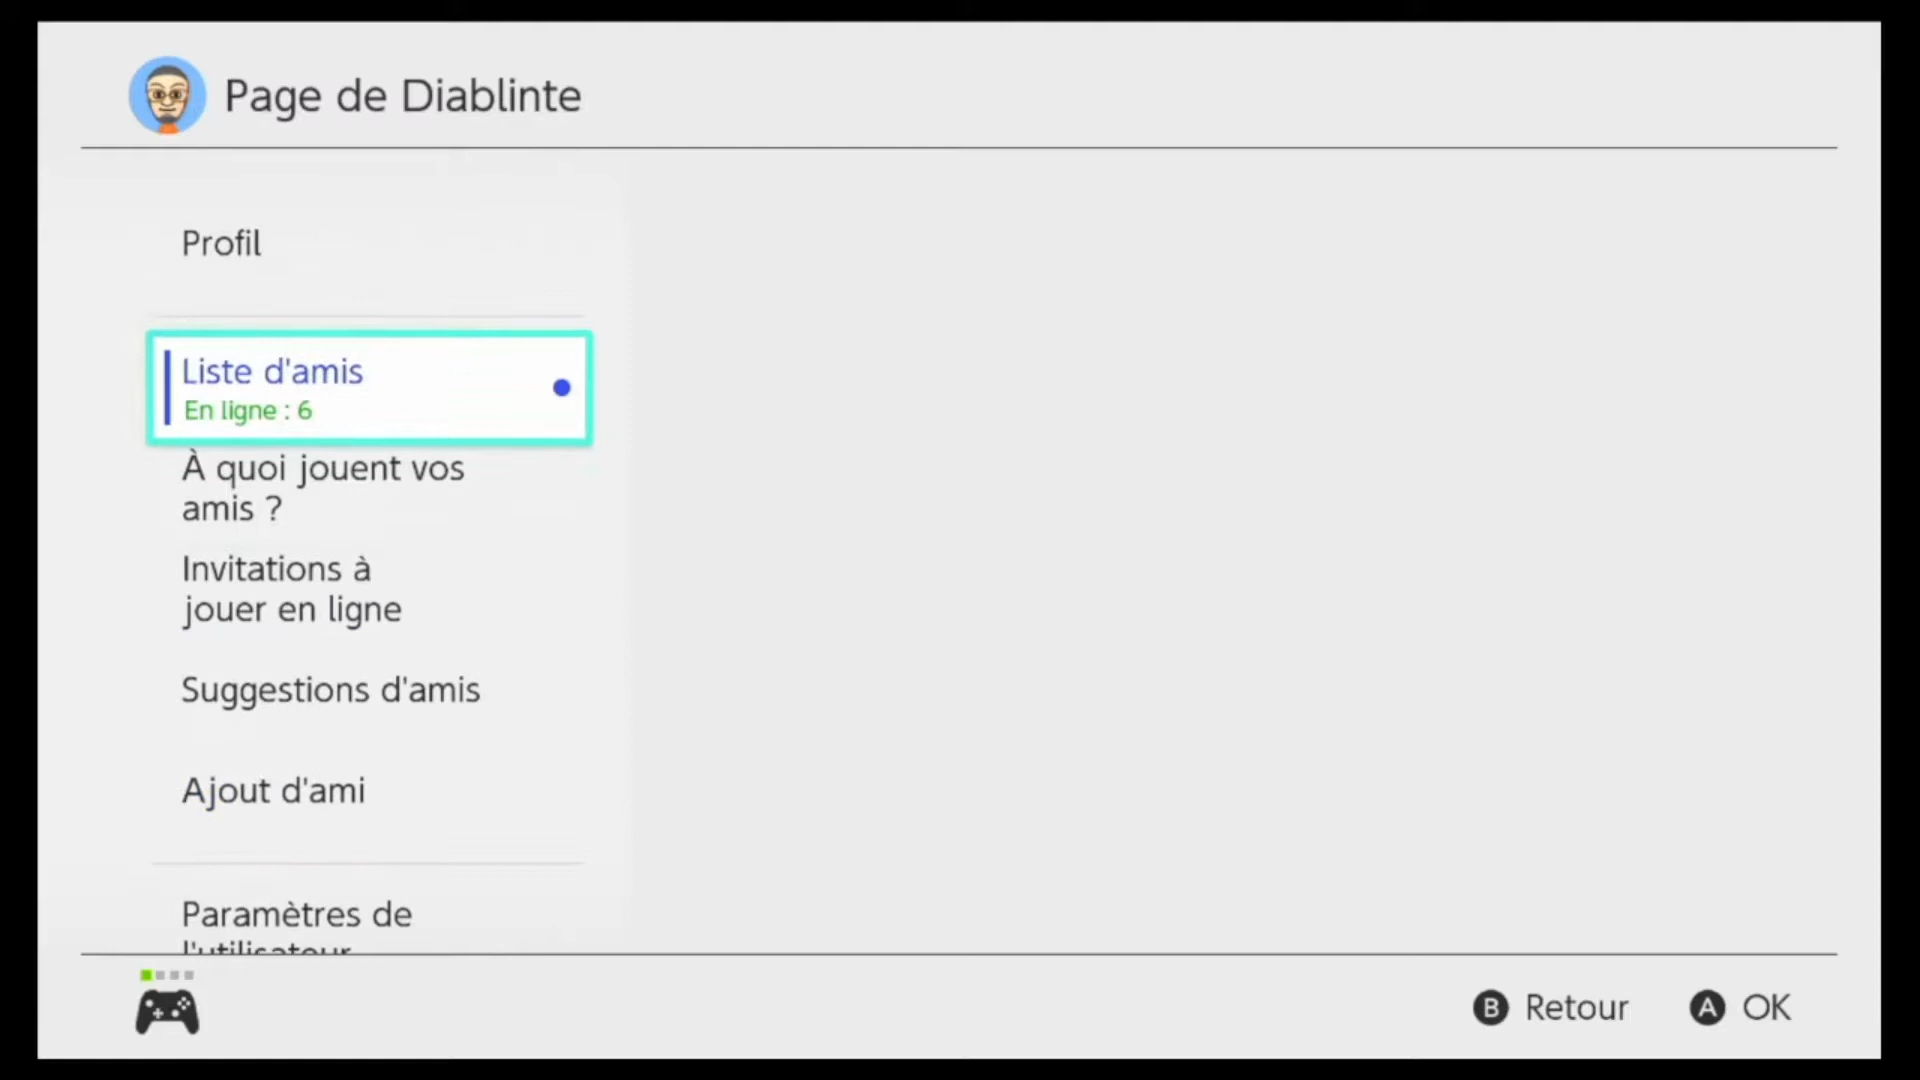 Page de Diablinte
Profil
Liste d'amis
En ligne : 6
À quoi jouent vos
amis ?
Invitations à
jouer en ligne
Suggestions d'amis
Ajout d'ami
Paramètres de
l'utilisateur
B Retour A OK